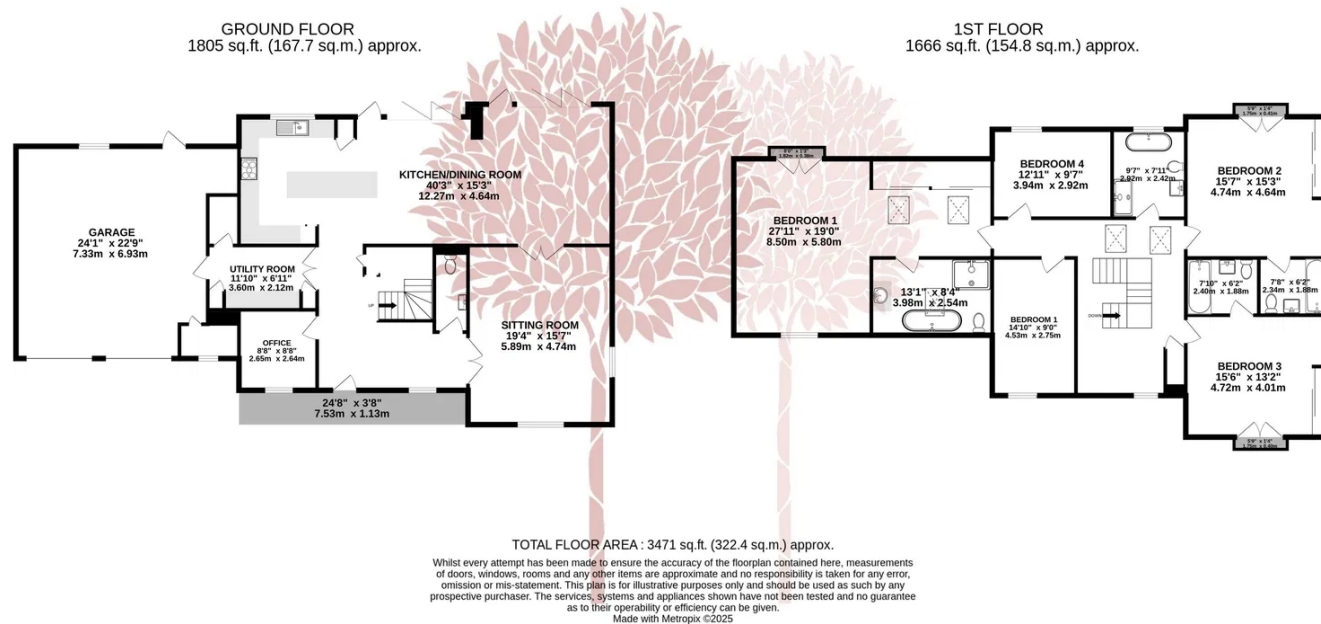 GROUND FLOOR
1805 sq.ft. (167.7 sq.m.) approx.
1ST FLOOR
1666 sq.ft. (154.8 sq.m.) approx.
KITCHEN/DINING ROOM
40'3" x 15'3"
12.27m x 4.64m
GARAGE
24'1" x 22'9"
7.33m x 6.93m
UTILITY ROOM
11'10" x 6'11"
3.60m x 2.12m
UP
OFFICE
8'8" x 8'8"
2.65m x 2.64m
SITTING ROOM
19'4" x 15'7"
5.89m x 4.74m
24'8" x 3'8"
7.53m x 1.13m
5'9" x 1'4"
1.75m x 0.41m
BEDROOM 4
12'11" x 9'7"
3.94m x 2.92m
9'7" x 7'11"
2.92m x 2.42m
BEDROOM 2
15'7" x 15'3"
4.74m x 4.64m
BEDROOM 1
27'11" x 19'0"
8.50m x 5.80m
13'1" x 8'4"
3.98m x 2.54m
7'10" x 6'2"
2.40m x 1.88m
7'8" x 6'2"
2.34m x 1.88m
BEDROOM 1
14'10" x 9'0"
4.53m x 2.75m
DOWN
BEDROOM 3
15'6" x 13'2"
4.72m x 4.01m
TOTAL FLOOR AREA : 3471 sq.ft. (322.4 sq.m.) approx.
Whilst every attempt has been made to ensure the accuracy of the floorplan contained here, measurements
of doors, windows, rooms and any other items are approximate and no responsibility is taken for any error,
omission or mis-statement. This plan is for illustrative purposes only and should be used as such by any
prospective purchaser. The services, systems and appliances shown have not been tested and no guarantee
as to their operability or efficiency can be given.
Made with Metropix ©2025